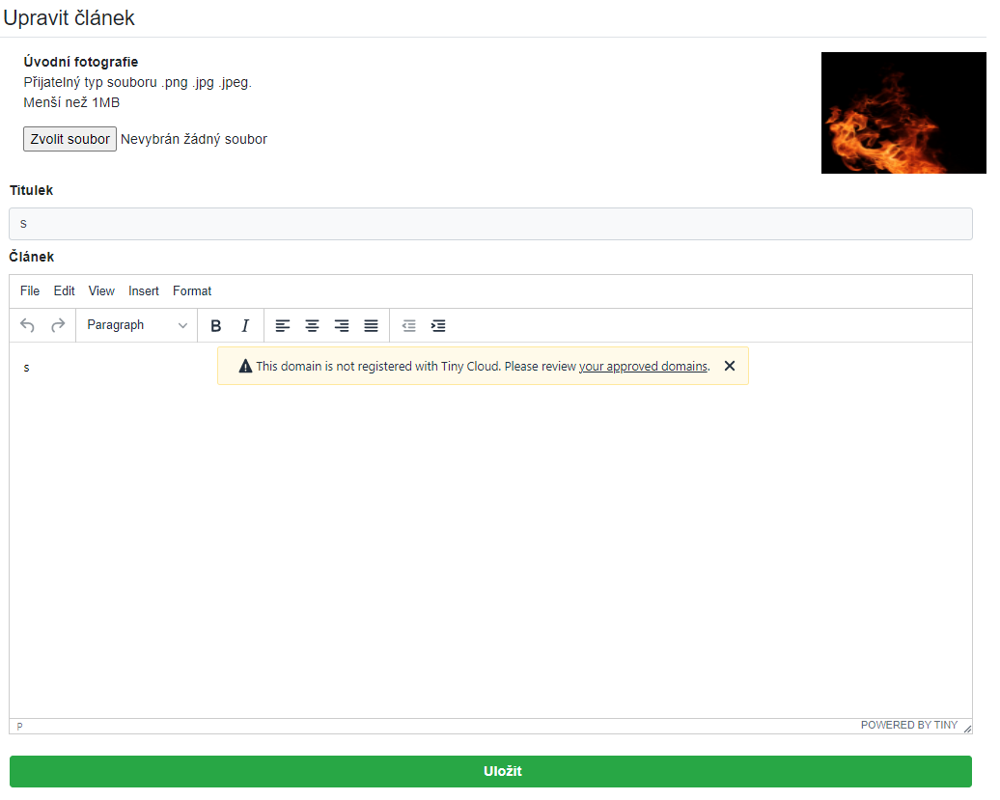 Upravit článek
Úvodní fotografie
Přijatelný typ souboru .png .jpg .jpeg.
Menší než 1MB
Zvolit soubor Nevybrán žádný soubor
Titulek
s
Článek
File Edit View Insert Format
Paragraph B I
This domain is not registered with Tiny Cloud. Please review your approved domains.
s
P POWERED BY TINY
Uložit